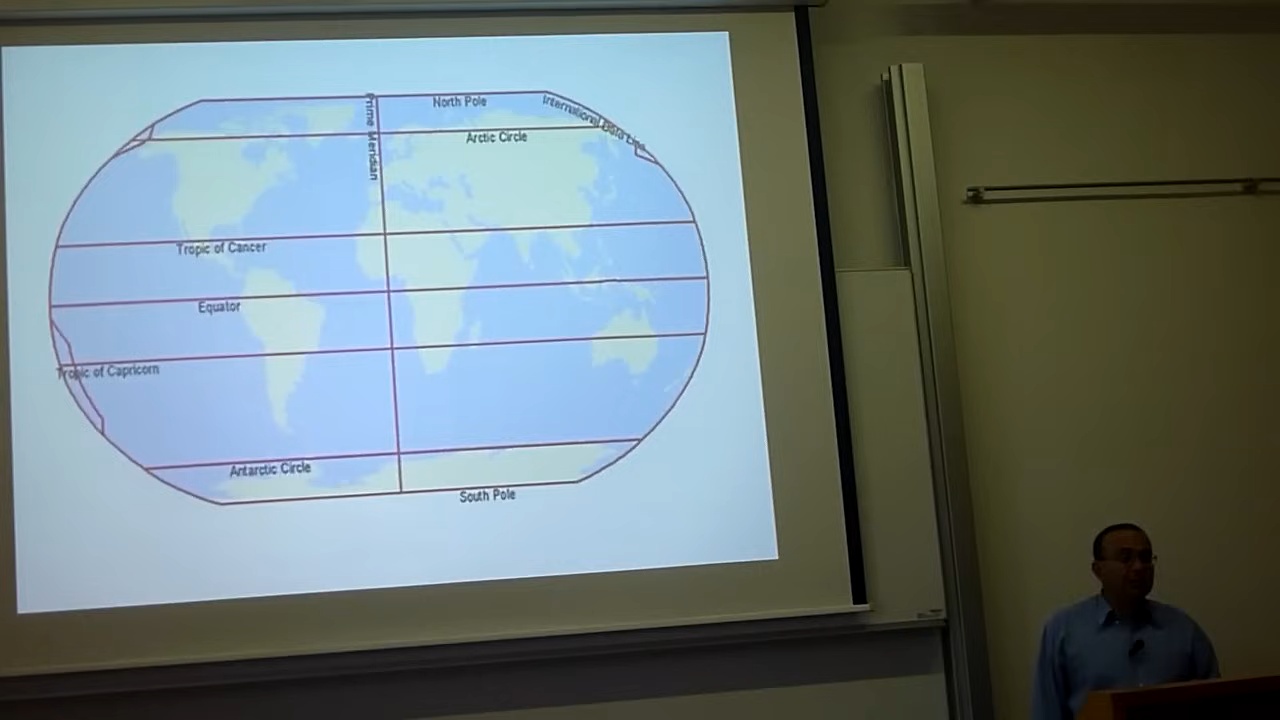 North Pole
International Date Line
Prime Meridian
Arctic Circle
Tropic of Cancer
Equator
Tropic of Capricorn
Antarctic Circle
South Pole